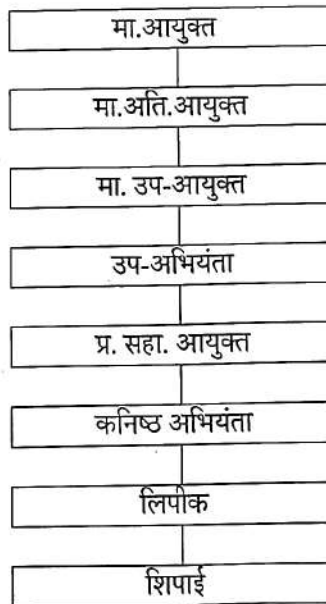 मा.आयुक्त
मा.अति.आयुक्त
मा. उप-आयुक्त
उप-अभियंता
प्र. सहा. आयुक्त
कनिष्ठ अभियंता
लिपीक
शिपाई